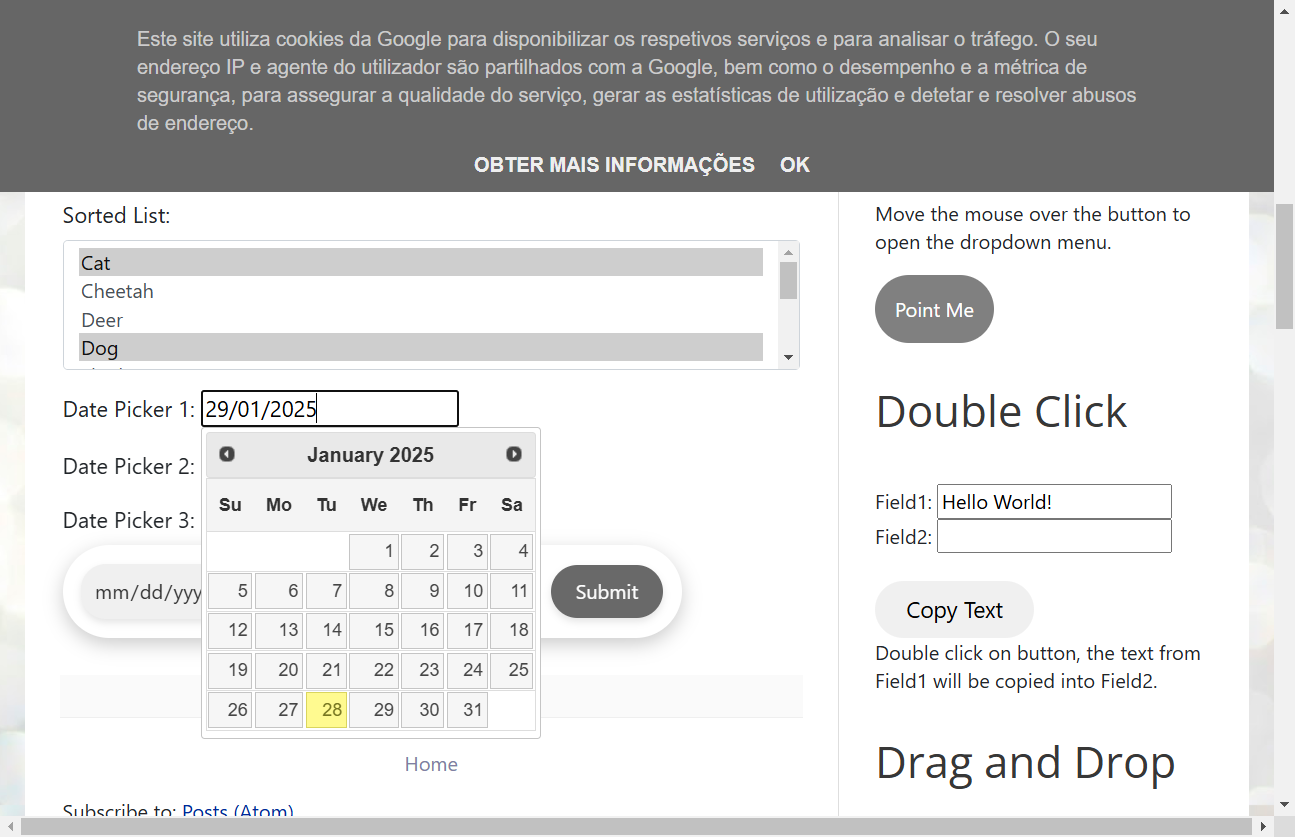 Este site utiliza cookies da Google para disponibilizar os respetivos serviços e para analisar o tráfego. O seu
endereço IP e agente do utilizador são partilhados com a Google, bem como o desempenho e a métrica de
segurança, para assegurar a qualidade do serviço, gerar as estatísticas de utilização e detetar e resolver abusos
de endereço.
OBTER MAIS INFORMAÇÕES OK
Sorted List:
Cat
Cheetah
Deer
Dog
Date Picker 1: 29/01/2025
Date Picker 2:
Date Picker 3:
mm/dd/yyy
January 2025
Su Mo Tu We Th Fr Sa
1 2 3 4
5 6 7 8 9 10 11
12 13 14 15 16 17 18
19 20 21 22 23 24 25
26 27 28 29 30 31
Submit
Home
Subscribe to: Posts (Atom)
Move the mouse over the button to
open the dropdown menu.
Point Me
Double Click
Field1: Hello World!
Field2:
Copy Text
Double click on button, the text from
Field1 will be copied into Field2.
Drag and Drop